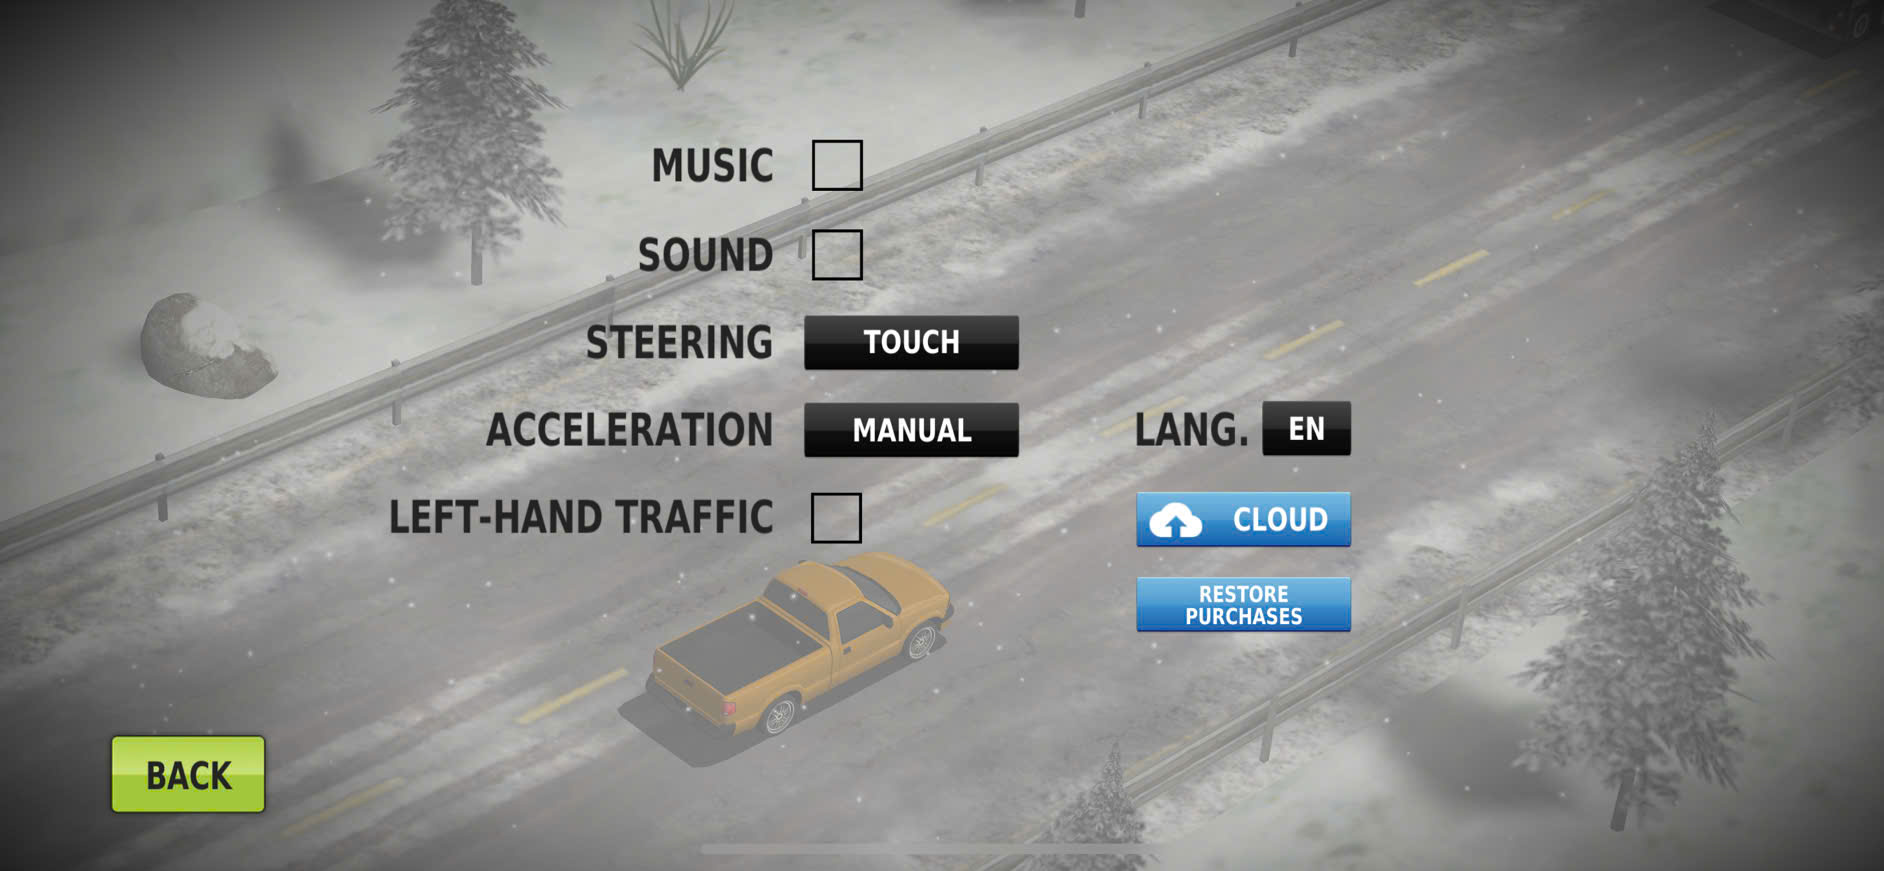 MUSIC
SOUND
STEERING TOUCH
ACCELERATION MANUAL
LANG. EN
LEFT-HAND TRAFFIC
CLOUD
RESTORE
PURCHASES
BACK